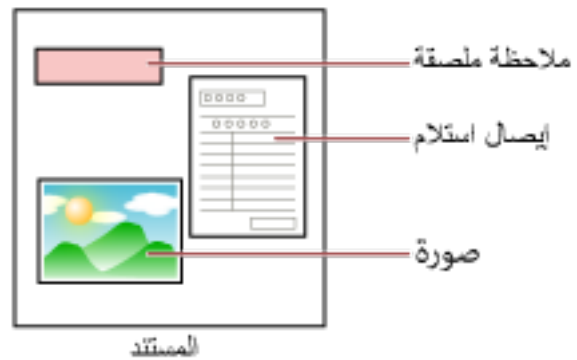 ملاحظة ملصقة
إيصال استلام
صورة
المستند